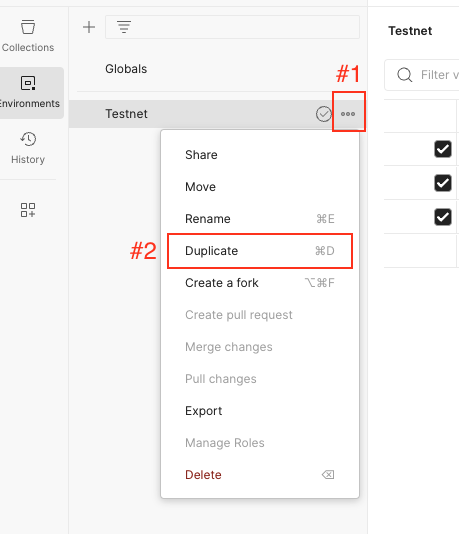 Collections
Environments
History
Globals
#1
Testnet
Share
Move
Rename ⌘E
#2
Duplicate ⌘D
Create a fork ⌥⌘F
Create pull request
Merge changes
Pull changes
Export
Manage Roles
Delete ⌫
Testnet
Filter v